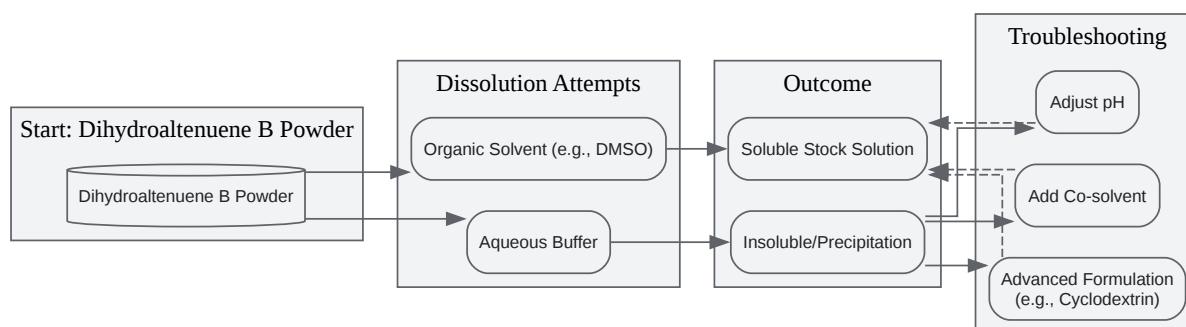 Start: Dihydroaltenuene B Powder
Dihydroaltenuene B Powder
Dissolution Attempts
Organic Solvent (e.g., DMSO)
Aqueous Buffer
Outcome
Soluble Stock Solution
Insoluble/Precipitation
Troubleshooting
Adjust pH
Add Co-solvent
Advanced Formulation
(e.g., Cyclodextrin)